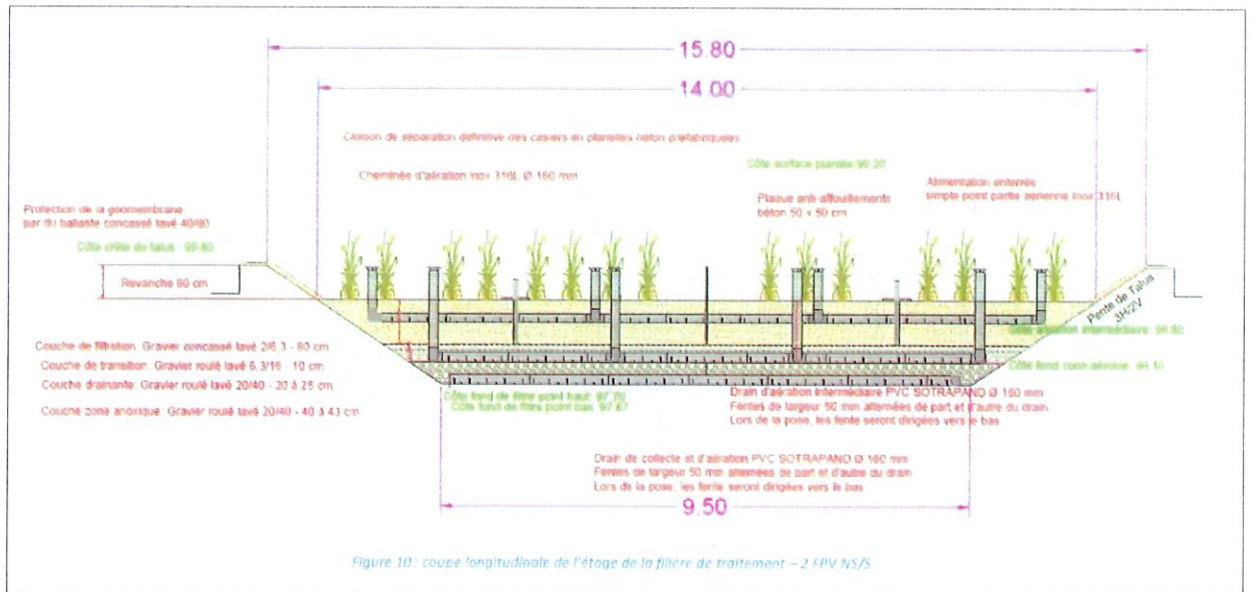 15.80
14.00
Cloison de séparation définitive des casiers en planelles béton préfabriquées
Côte surface plantée 99.20
Cheminée d'aération Inox 316L Ø 160 mm
Plaque anti-affouillements
béton 50 x 50 cm
Alimentation enterrée
simple point partie aérienne Inox 316L
Protection de la géomembrane
par du ballaste concassé lavé 40/80
Côte crête de talus 99.80
Revanche 60 cm
Pente de Talus
3H/2V
Côte aération intermédiaire:
Couche de filtration: Gravier concassé lavé 2/6.3 - 80 cm
Couche de transition: Gravier roulé lavé 6.3/16 - 10 cm
Côte fond zone aérobie:
Couche drainante: Gravier roulé lavé 20/40 - 20 à 25 cm
Couche zone anoxique: Gravier roulé lavé 20/40 - 40 à 43 cm
Côte fond de filtre point haut: 97.70
Côte fond de filtre point bas: 97.67
Drain d'aération intermédiaire PVC SOTRAPANO Ø 160 mm
Fentes de largeur 50 mm alternées de part et d'autre du drain
Lors de la pose, les fente seront dirigées vers le bas
Drain de collecte et d'aération PVC SOTRAPANO Ø 160 mm
Fentes de largeur 50 mm alternées de part et d'autre du drain
Lors de la pose, les fente seront dirigées vers le bas
9.50
Figure 10 : coupe longitudinale de l'étage de la filière de traitement – 2 FPV NS/S